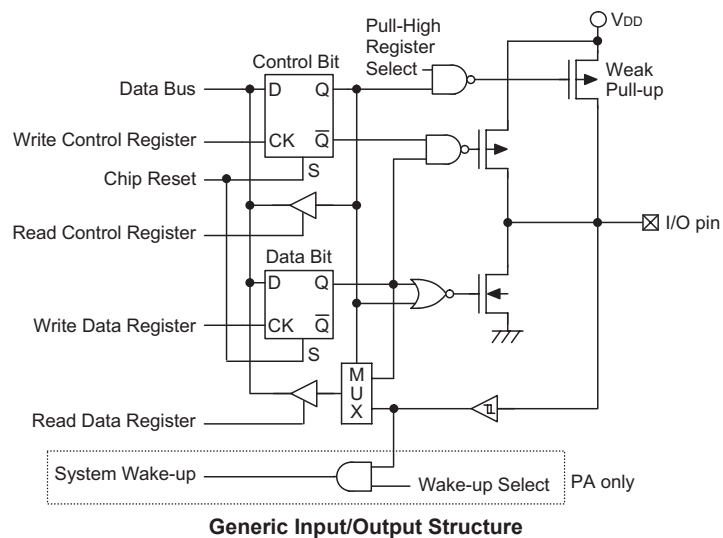 VDD
Pull-High
Register
Select
Control Bit
Weak
Pull-up
Data Bus
D
Q
Write Control Register
CK
Q
Chip Reset
S
I/O pin
Read Control Register
Data Bit
D
Q
Write Data Register
CK
Q
S
M
U
X
Read Data Register
System Wake-up
Wake-up Select
PA only
Generic Input/Output Structure